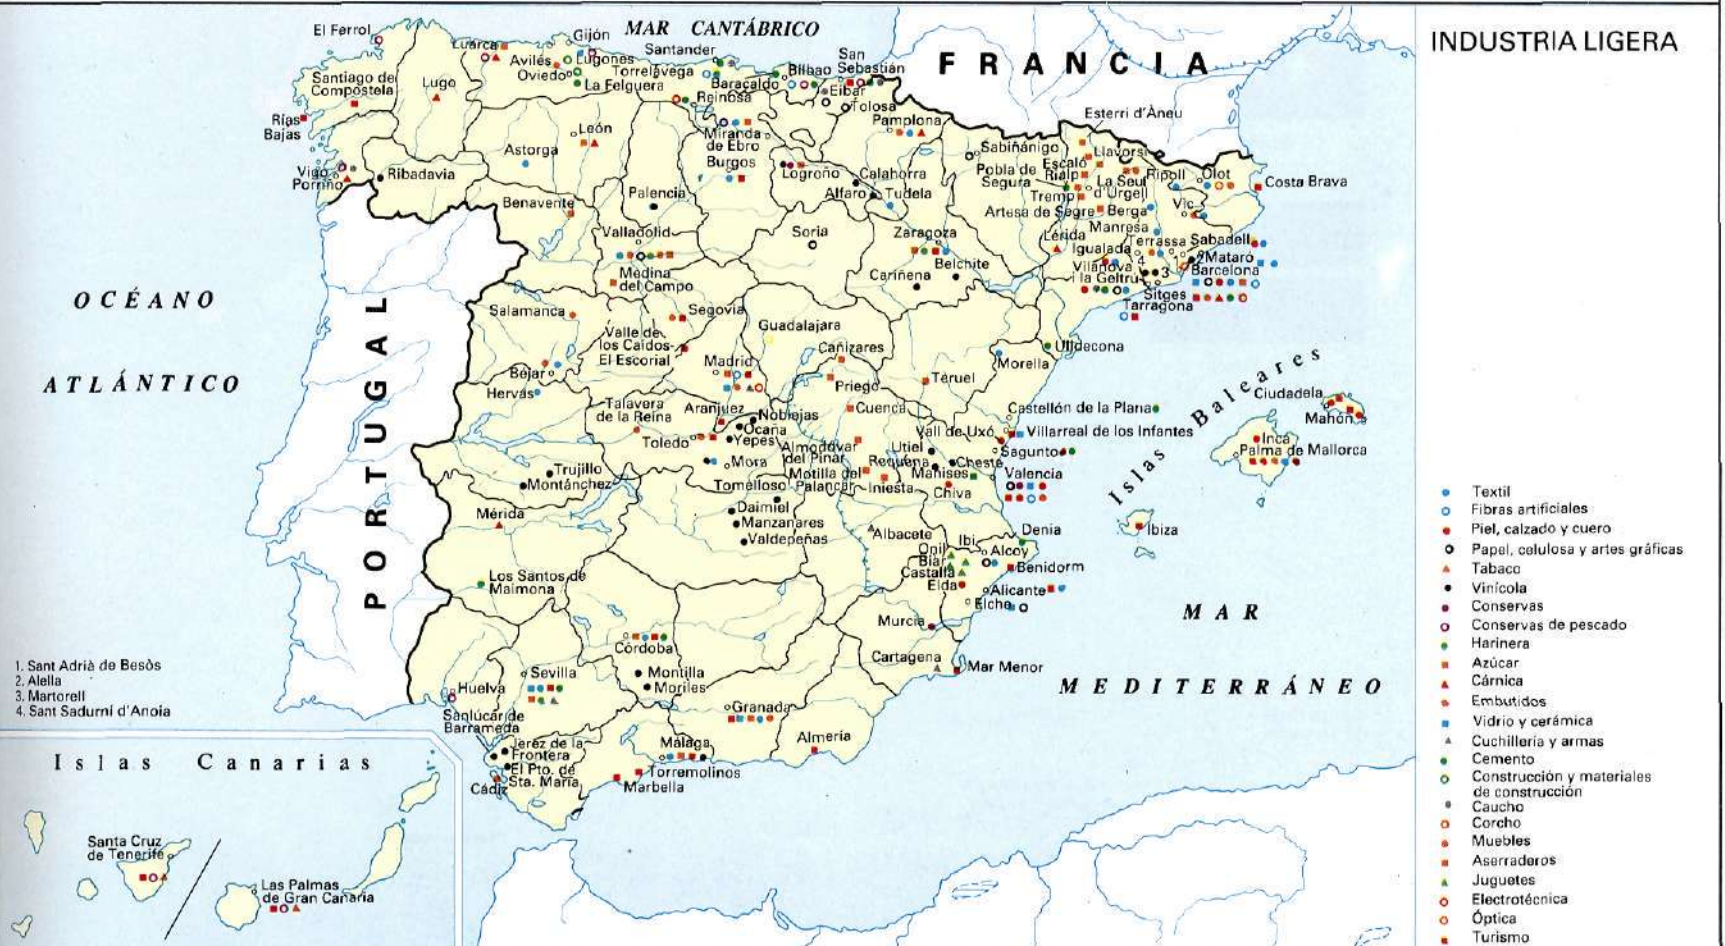 INDUSTRIA LIGERA
MAR CANTÁBRICO
FRANCIA
OCÉANO
ATLÁNTICO
PORTUGAL
Islas Baleares
MAR
MEDITERRÁNEO
Islas Canarias
El Ferrol
Luarca
Gijón
Santander
San
Sebastián
Avilés
Lugones
Oviedo
Torrelavega
La Felguera
Baracaldo
Bilbao
Eibar
Tolosa
Reinosa
Santiago de
Compostela
Lugo
Rías
Bajas
Vigo
Porriño
Ribadavia
León
Astorga
Miranda
de Ebro
Burgos
Pamplona
Logroño
Calahorra
Alfaro
Tudela
Esterri d'Àneu
Sabiñánigo
Llavorsí
Pobla de
Segura
Escaló
Rialp
La Seu
d'Urgell
Ripoll
Olot
Costa Brava
Tremp
Artesa de Segre
Berga
Vic
Manresa
Lérida
Igualada
Terrassa
Sabadell
Mataró
Barcelona
Vilanova
i la Geltrú
4
3
1
2
Sitges
Tarragona
Benavente
Palencia
Valladolid
Soria
Zaragoza
Belchite
Cariñena
Medina
del Campo
Salamanca
Segovia
Guadalajara
Valle de
los Caídos-
El Escorial
Madrid
Cañizares
Priego
Cuenca
Teruel
Morella
Ulldecona
Béjar
Hervás
Talavera
de la Reina
Aranjuez
Noblejas
Ocaña
Yepes
Toledo
Mora
Almodóvar
del Pinar
Motilla del
Palancar
Iniesta
Utiel
Requena
Cheste
Manises
Chiva
Castellón de la Plana
Vall de Uxó
Villarreal de los Infantes
Sagunto
Valencia
Ciudadela
Mahón
Inca
Palma de Mallorca
Ibiza
Trujillo
Montánchez
Tomelloso
Daimiel
Manzanares
Valdepeñas
Mérida
Albacete
Denia
Ibi
Onil
Alcoy
Biar
Castalla
Benidorm
Elda
Alicante
Elche
Los Santos de
Maimona
Murcia
Cartagena
Mar Menor
Córdoba
Montilla
Moriles
Sevilla
Huelva
Sanlúcar de
Barrameda
Granada
Málaga
Almería
Jerez de la
Frontera
El Pto. de
Sta. María
Cádiz
Torremolinos
Marbella
1. Sant Adrià de Besòs
2. Alella
3. Martorell
4. Sant Sadurní d'Anoia
Santa Cruz
de Tenerife
Las Palmas
de Gran Canaria
Textil
Fibras artificiales
Piel, calzado y cuero
Papel, celulosa y artes gráficas
Tabaco
Vinícola
Conservas
Conservas de pescado
Harinera
Azúcar
Cárnica
Embutidos
Vidrio y cerámica
Cuchillería y armas
Cemento
Construcción y materiales
de construcción
Caucho
Corcho
Muebles
Aserraderos
Juguetes
Electrotécnica
Óptica
Turismo